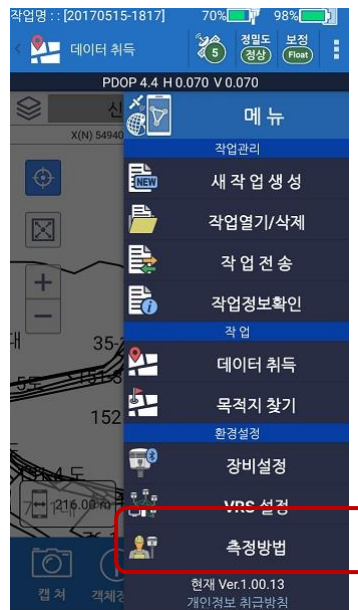 작업명 : : [20170515-1817] 70% 98%
데이터 취득 5 정밀도 정상 보정 Float
PDOP 4.4 H 0.070 V 0.070
메 뉴
X(N) 54940
작업관리
새 작 업 생 성
NEW
작업열기/삭제
작 업 전 송
작업정보확인
작 업
35-
데이터 취득
152
목적지 찾기
환경설정
장비설정
216.00 m
VRS 설정
측정방법
캡 쳐
현재 Ver.1.00.13
개인정보 취급방침